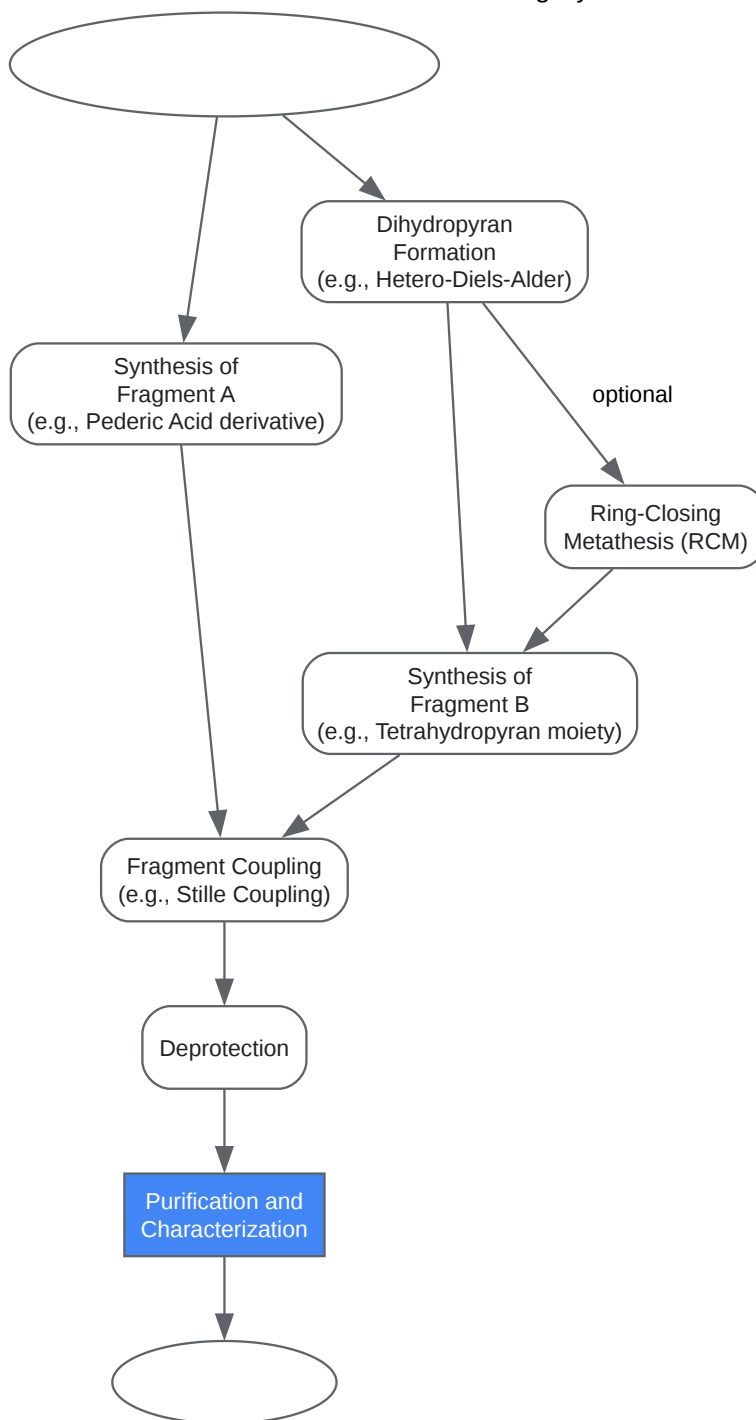 Dihydropyran
Formation
(e.g., Hetero-Diels-Alder)
Synthesis of
Fragment A
(e.g., Pederic Acid derivative)
optional
Ring-Closing
Metathesis (RCM)
Synthesis of
Fragment B
(e.g., Tetrahydropyran moiety)
Fragment Coupling
(e.g., Stille Coupling)
Deprotection
Purification and
Characterization